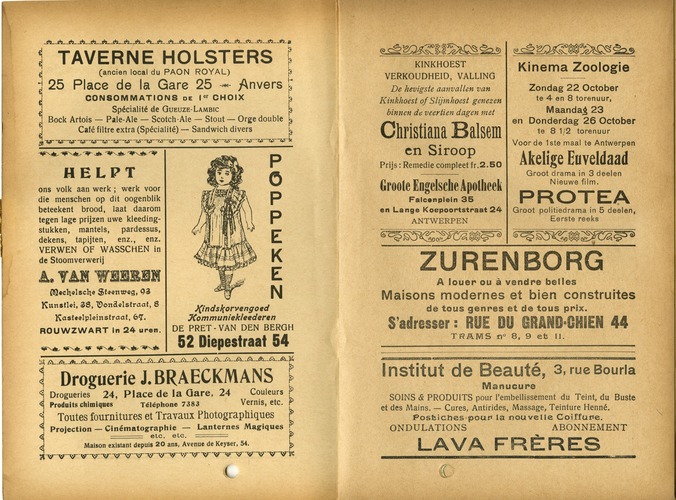 TAVERNE HOLSTERS
(ancien local du PAON ROYAL)
25 Place de la Gare 25 Anvers
CONSOMMATIONS DE 1er CHOIX
Spécialité de GUEUZE-LAMBIC
Bock Artois — Pale-Ale — Scotch-Ale — Stout — Orge double
Café filtre extra (Spécialité) — Sandwich divers
HELPT
ons volk aan werk; werk voor
die menschen op dit oogenblik
beteekent brood, laat daarom
tegen lage prijzen uwe kleeding-
stukken, mantels, pardessus,
dekens, tapijten, enz., enz.
VERWEN OF WASSCHEN in
de Stoomverwerij
A. VAN WEEREN
Mechelsche Steenweg, 93
Kunstlei, 38, Vondelstraat, 8
Kasteelpleinstraat, 67.
ROUWZWART in 24 uren.
POPPEKEN
Kindskorvengoed
Kommuniekleederen
DE PRET-VAN DEN BERGH
52 Diepestraat 54
Droguerie J. BRAECKMANS
Drogueries 24, Place de la Gare, 24 Couleurs
Produits chimiques Téléphone 7383 Vernis, etc.
Toutes fournitures et Travaux Photographiques
Projection — Cinématographie — Lanternes Magiques
etc. etc.
Maison existant depuis 20 ans, Avenue de Keyser, 54.
KINKHOEST
VERKOUDHEID, VALLING
De hevigste aanvallen van
Kinkhoest of Slijmhoest genezen
binnen de veertien dagen met
Christiana Balsem
en Siroop
Prijs: Remedie compleet fr. 2.50
Groote Engelsche Apotheek
Falconplein 35
en Lange Koepoortstraat 24
ANTWERPEN
Kinema Zoologie
Zondag 22 October
te 4 en 8 torenuur,
Maandag 23
en Donderdag 26 October
te 8 1/2 torenuur
Voor de 1ste maal te Antwerpen
Akelige Euveldaad
Groot drama in 3 deelen
Nieuwe film.
PROTEA
Groot politiedrama in 5 deelen,
Eerste reeks
ZURENBORG
A louer ou à vendre belles
Maisons modernes et bien construites
de tous genres et de tous prix.
S'adresser : RUE DU GRAND-CHIEN 44
TRAMS nos 8, 9 et 11.
Institut de Beauté, 3, rue Bourla
Manucure
SOINS & PRODUITS pour l'embellissement du Teint, du Buste
et des Mains. — Cures, Antirides, Massage, Teinture Henné.
Postiches pour la nouvelle Coiffure.
ONDULATIONS ABONNEMENT
LAVA FRÈRES